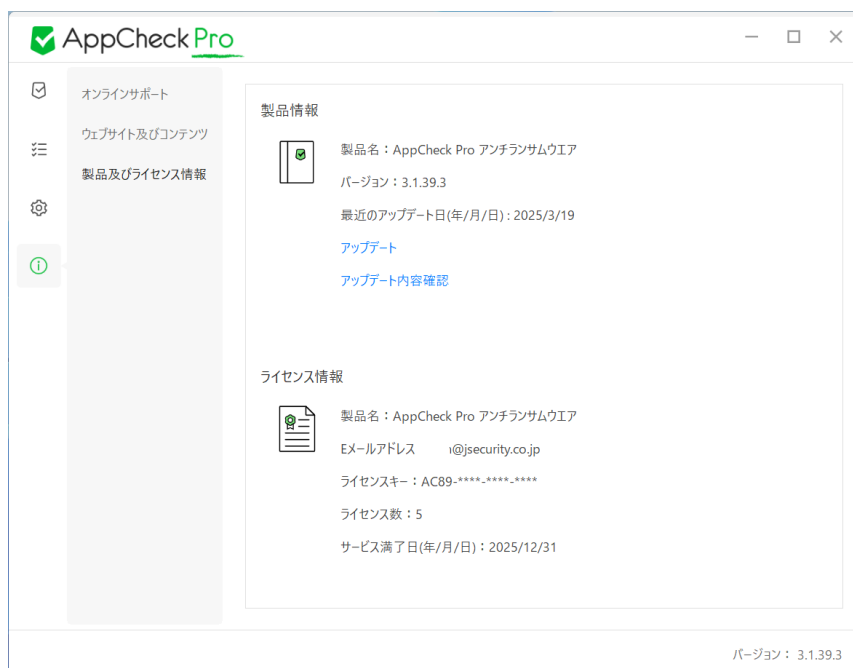 AppCheck Pro
オンラインサポート
ウェブサイト及びコンテンツ
製品及びライセンス情報
製品情報
製品名：AppCheck Pro アンチランサムウエア
バージョン：3.1.39.3
最近のアップデート日(年/月/日) : 2025/3/19
アップデート
アップデート内容確認
ライセンス情報
製品名：AppCheck Pro アンチランサムウエア
Eメールアドレス @jsecurity.co.jp
ライセンスキー：AC89-****-****-****
ライセンス数：5
サービス満了日(年/月/日)：2025/12/31
バージョン： 3.1.39.3